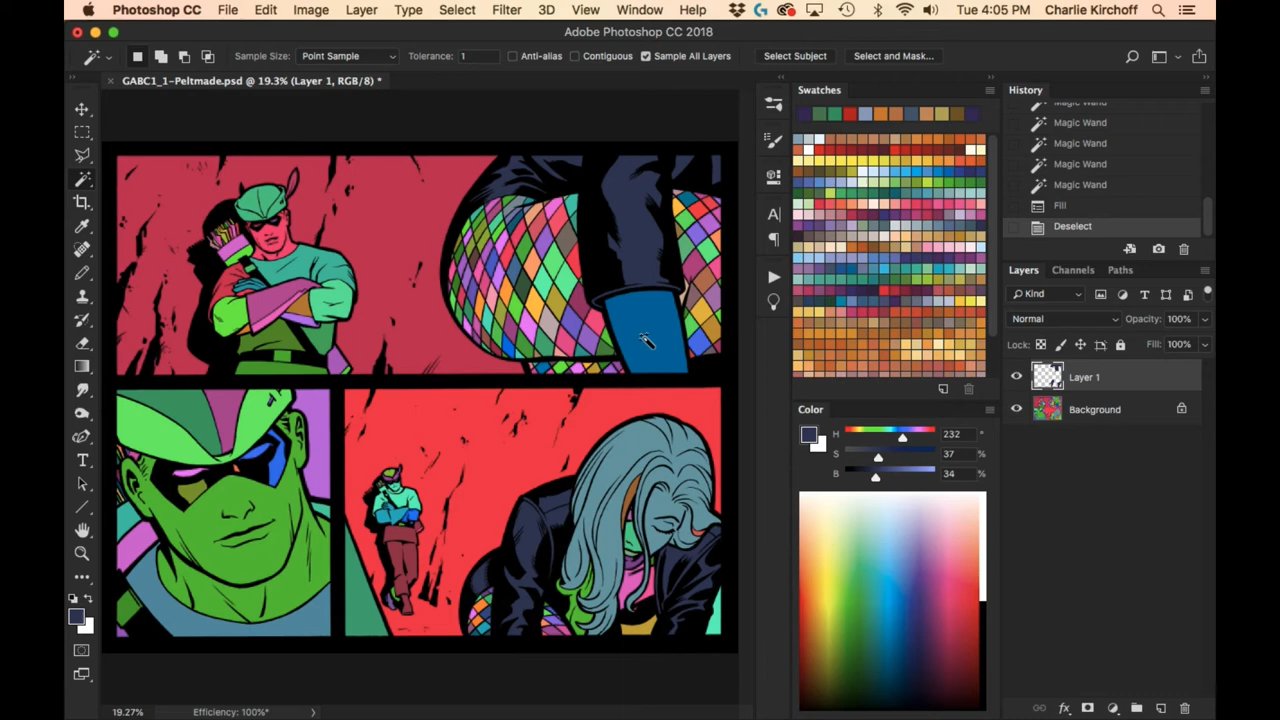 Photoshop CC File Edit Image Layer Type Select Filter 3D View Window Help Tue 4:05 PM Charlie Kirchoff
Adobe Photoshop CC 2018
Sample Size: Point Sample Tolerance: 1 Anti-alias Contiguous Sample All Layers Select Subject Select and Mask...
× GABC1_1-Peltmade.psd @ 19.3% (Layer 1, RGB/8) *
Swatches
History
Magic Wand
Magic Wand
Magic Wand
Magic Wand
Magic Wand
Fill
Deselect
Layers Channels Paths
Kind
Normal Opacity: 100%
Lock: Fill: 100%
Layer 1
Background
Color
H 232 °
S 37 %
B 34 %
19.27% Efficiency: 100%*